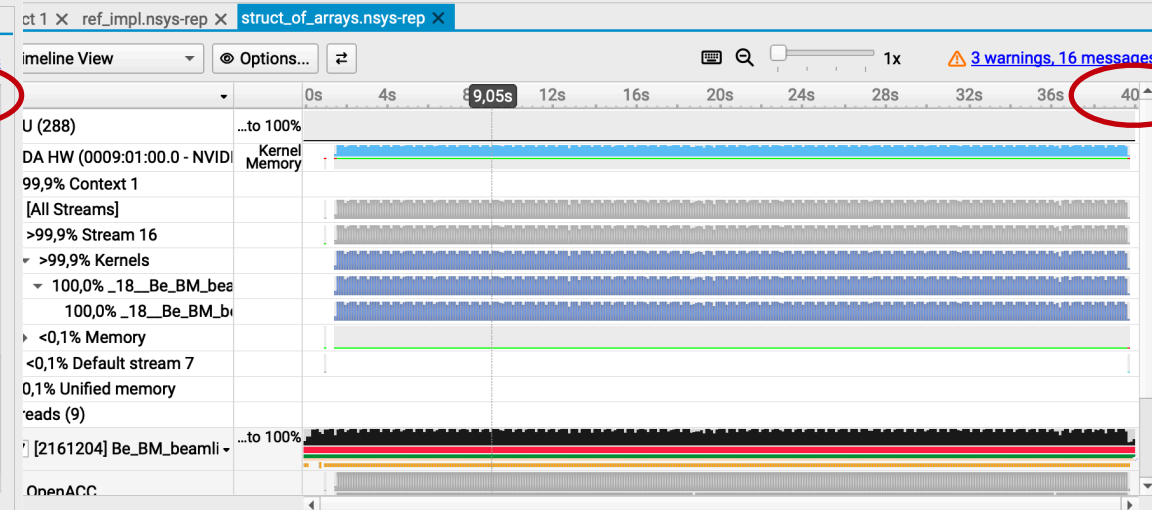 ct 1 ref_impl.nsys-rep struct_of_arrays.nsys-rep
imeline View Options... 1x 3 warnings, 16 messages
0s 4s 8 9,05s 12s 16s 20s 24s 28s 32s 36s 40
U (288) ...to 100%
DA HW (0009:01:00.0 - NVIDI Kernel
Memory
99,9% Context 1
[All Streams]
>99,9% Stream 16
>99,9% Kernels
100,0% _18__Be_BM_bea
100,0% _18__Be_BM_be
<0,1% Memory
<0,1% Default stream 7
0,1% Unified memory
reads (9)
[2161204] Be_BM_beamli ...to 100%
OpenACC